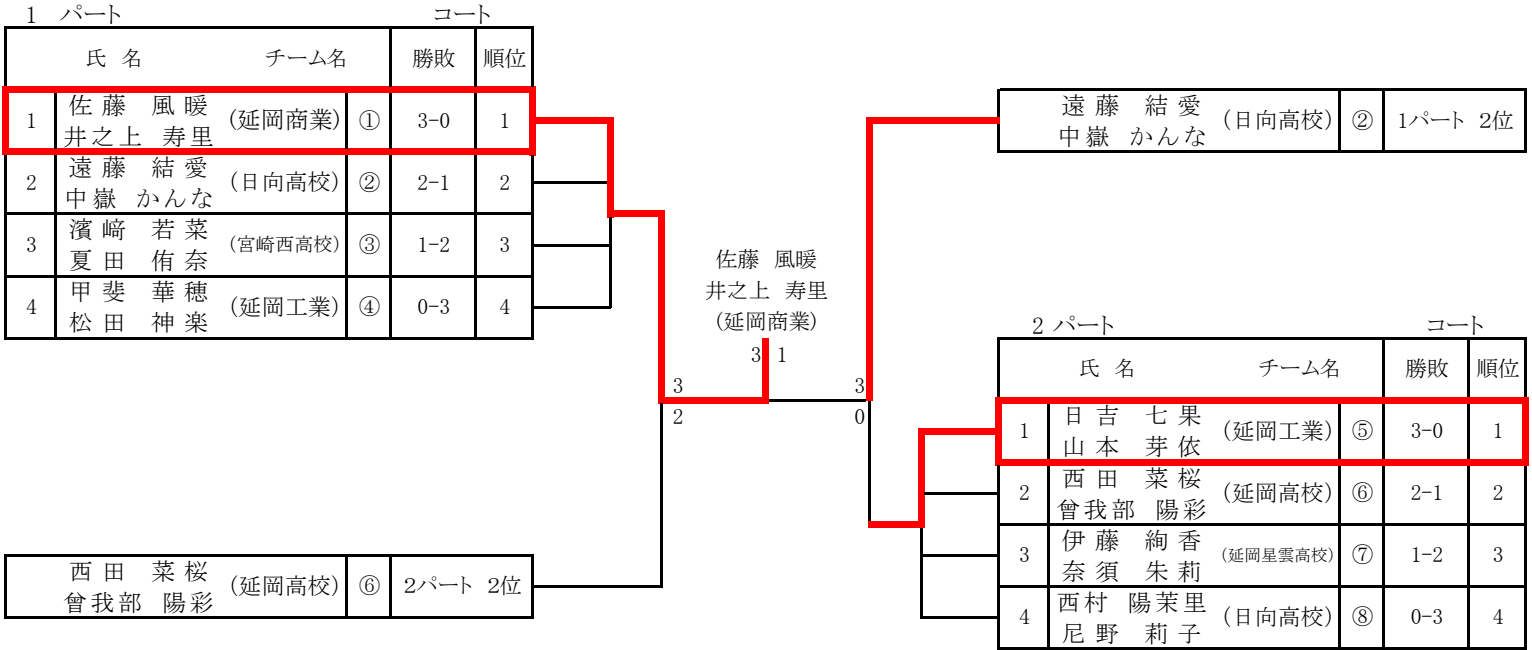 1 パート コート
氏 名 チーム名 勝敗 順位
1 佐藤 風暖 (延岡商業) ① 3-0 1
井之上 寿里
2 遠藤 結愛 (日向高校) ② 2-1 2
中嶽 かんな
3 濱﨑 若菜 (宮崎西高校) ③ 1-2 3
夏田 侑奈
4 甲斐 華穂 (延岡工業) ④ 0-3 4
松田 神楽
西田 菜桜 (延岡高校) ⑥ 2パート 2位
曾我部 陽彩
佐藤 風暖
井之上 寿里
(延岡商業)
3 1
3
2
3
0
遠藤 結愛 (日向高校) ② 1パート 2位
中嶽 かんな
2 パート コート
氏 名 チーム名 勝敗 順位
1 日吉 七果 (延岡工業) ⑤ 3-0 1
山本 芽依
2 西田 菜桜 (延岡高校) ⑥ 2-1 2
曾我部 陽彩
3 伊藤 絢香 (延岡星雲高校) ⑦ 1-2 3
奈須 朱莉
4 西村 陽茉里 (日向高校) ⑧ 0-3 4
尼野 莉子